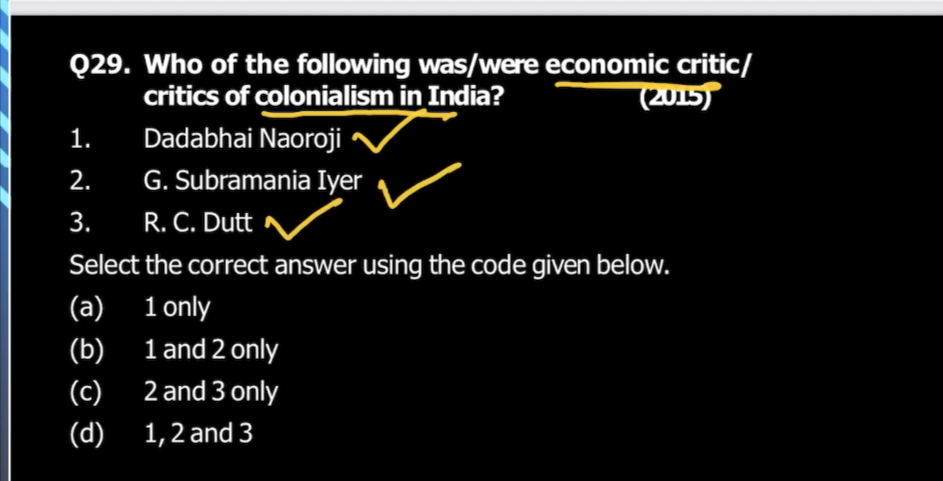 Q29. Who of the following was/were economic critic/
critics of colonialism in India? (2015)
1. Dadabhai Naoroji
2. G. Subramania Iyer
3. R. C. Dutt
Select the correct answer using the code given below.
(a) 1 only
(b) 1 and 2 only
(c) 2 and 3 only
(d) 1, 2 and 3